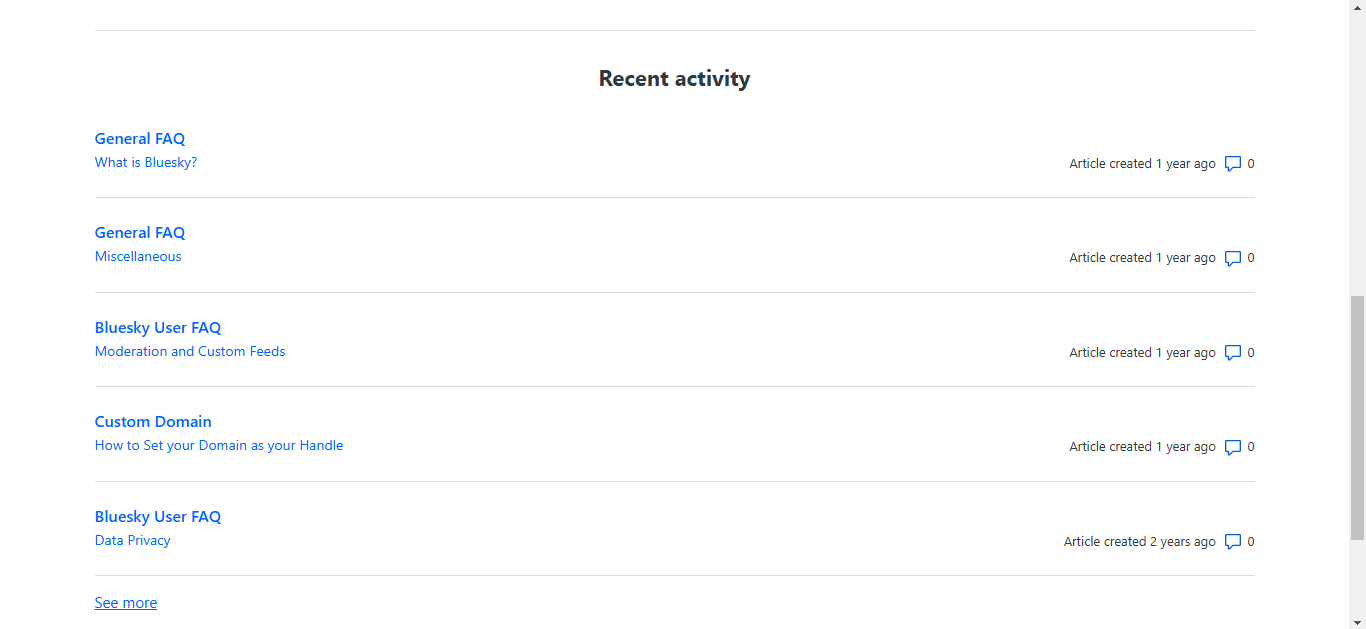 Recent activity
General FAQ
What is Bluesky?
Article created 1 year ago 0
General FAQ
Miscellaneous
Article created 1 year ago 0
Bluesky User FAQ
Moderation and Custom Feeds
Article created 1 year ago 0
Custom Domain
How to Set your Domain as your Handle
Article created 1 year ago 0
Bluesky User FAQ
Data Privacy
Article created 2 years ago 0
See more